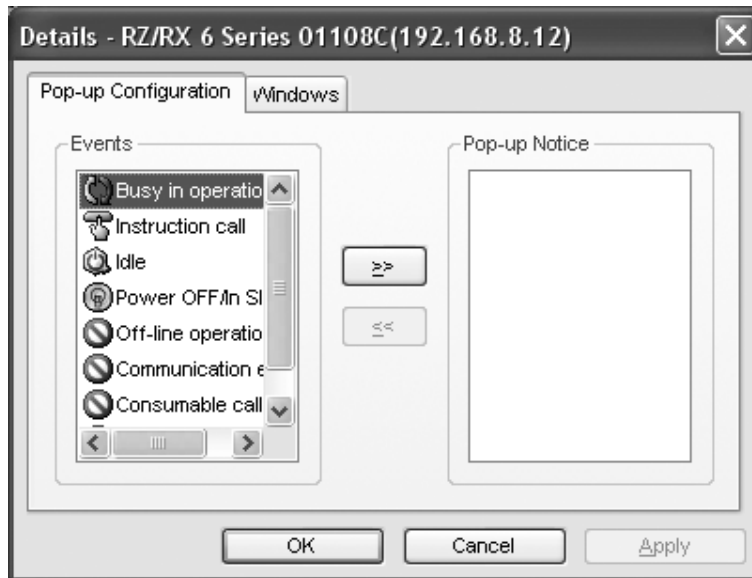 Details - RZ/RX 6 Series 01108C(192.168.8.12)
Pop-up Configuration
Windows
Events
Pop-up Notice
Busy in operatio
Instruction call
Idle
Power OFF/In Sl
Off-line operatio
Communication e
Consumable call
>>
<<
OK
Cancel
Apply